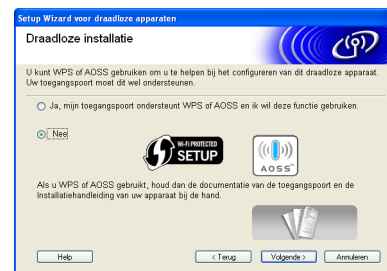 Setup Wizard voor draadloze apparaten
Draadloze installatie
U kunt WPS of AOSS gebruiken om u te helpen bij het configureren van dit draadloze apparaat.
Uw toegangspoort moet dit wel ondersteunen.
Ja, mijn toegangspoort ondersteunt WPS of AOSS en ik wil deze functie gebruiken.
Nee
WI-FI PROTECTED
SETUP
AOSS™
Als u WPS of AOSS gebruikt, houd dan de documentatie van de toegangspoort en de
Installatiehandleiding van uw apparaat bij de hand.
Help
< Terug
Volgende >
Annuleren